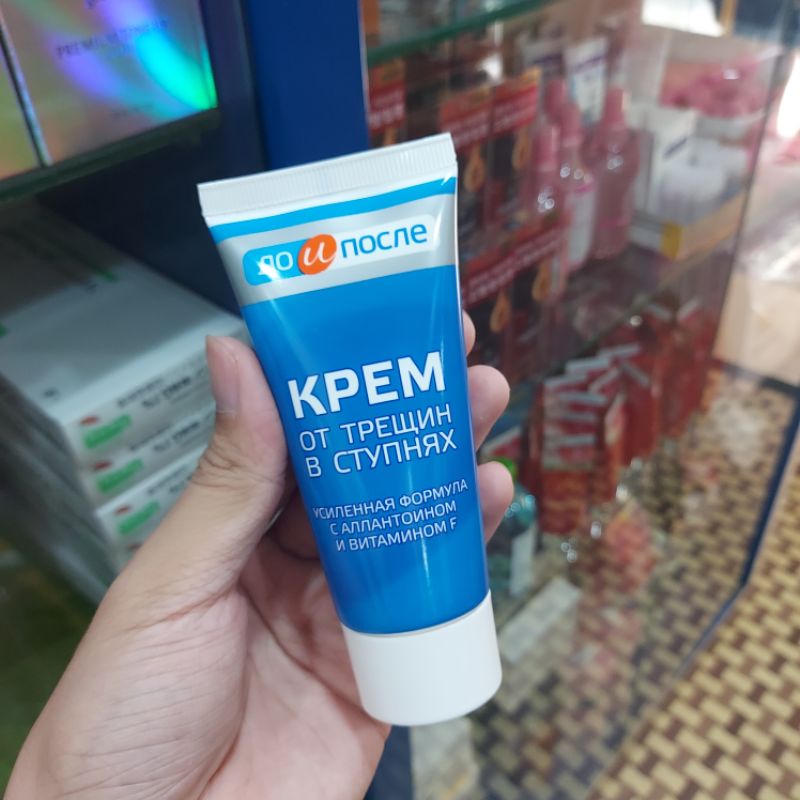 до и после
КРЕМ
ОТ ТРЕЩИН
В СТУПНЯХ
УСИЛЕННАЯ ФОРМУЛА
С АЛЛАНТОИНОМ
И ВИТАМИНОМ F